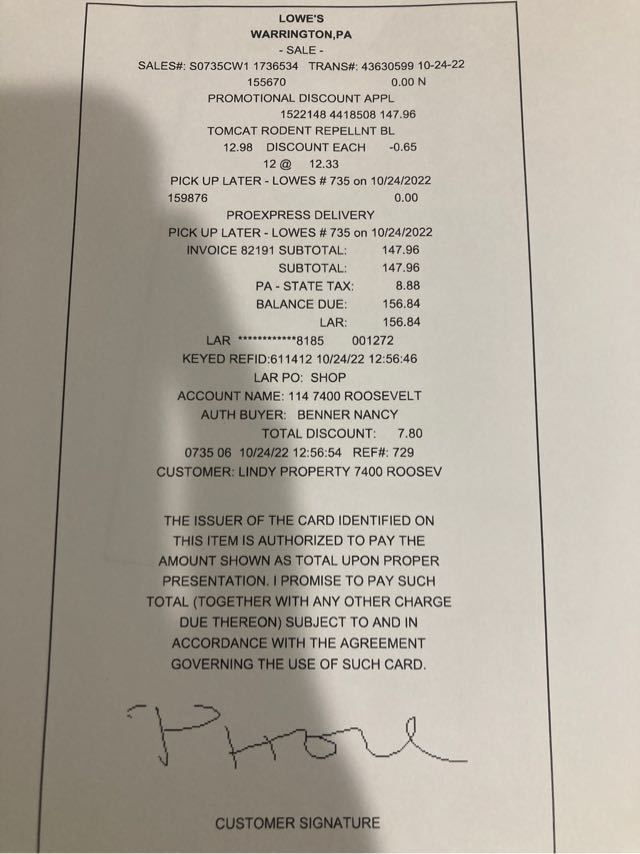 LOWE'S
WARRINGTON,PA
- SALE -
SALES#: S0735CW1 1736534 TRANS#: 43630599 10-24-22
155670 0.00 N
PROMOTIONAL DISCOUNT APPL
1522148 4418508 147.96
TOMCAT RODENT REPELLNT BL
12.98 DISCOUNT EACH -0.65
12 @ 12.33
PICK UP LATER - LOWES # 735 on 10/24/2022
159876 0.00
PROEXPRESS DELIVERY
PICK UP LATER - LOWES # 735 on 10/24/2022
INVOICE 82191 SUBTOTAL: 147.96
SUBTOTAL: 147.96
PA - STATE TAX: 8.88
BALANCE DUE: 156.84
LAR: 156.84
LAR ************8185 001272
KEYED REFID:611412 10/24/22 12:56:46
LAR PO: SHOP
ACCOUNT NAME: 114 7400 ROOSEVELT
AUTH BUYER: BENNER NANCY
TOTAL DISCOUNT: 7.80
0735 06 10/24/22 12:56:54 REF#: 729
CUSTOMER: LINDY PROPERTY 7400 ROOSEV
THE ISSUER OF THE CARD IDENTIFIED ON
THIS ITEM IS AUTHORIZED TO PAY THE
AMOUNT SHOWN AS TOTAL UPON PROPER
PRESENTATION. I PROMISE TO PAY SUCH
TOTAL (TOGETHER WITH ANY OTHER CHARGE
DUE THEREON) SUBJECT TO AND IN
ACCORDANCE WITH THE AGREEMENT
GOVERNING THE USE OF SUCH CARD.
CUSTOMER SIGNATURE